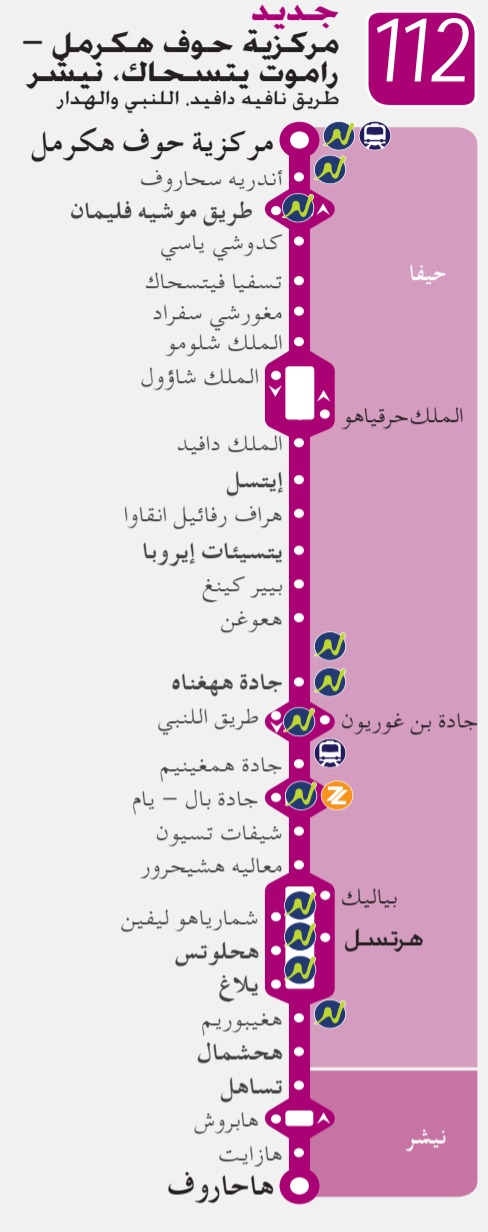 جديد
مركزية حوف هكرمل –
راموت يتسحاك، نيشر
طريق نافيه دافيد، اللنبي والهدار
112
مركزية حوف هكرمل
أندريه سحاروف
طريق موشيه فليمان
كدوشي ياسي
حيفا
تسفيا فيتسحاك
مغورشي سفراد
الملك شلومو
الملك شاؤول
الملك حرقياهو
الملك دافيد
إيتسل
هراف رفائيل انقاوا
يتسيئات إيروبا
بيير كينغ
هعوغن
جادة ههغناه
طريق اللنبي
جادة بن غوريون
جادة همغينيم
جادة بال – يام
شيفات تسيون
معاليه هشيحرور
بياليك
شمارياهو ليفين
هرتسل
هحلوتس
يلاغ
هغيبوريم
هحشمال
تساهل
هابروش
نيشر
هازايت
هاحاروف